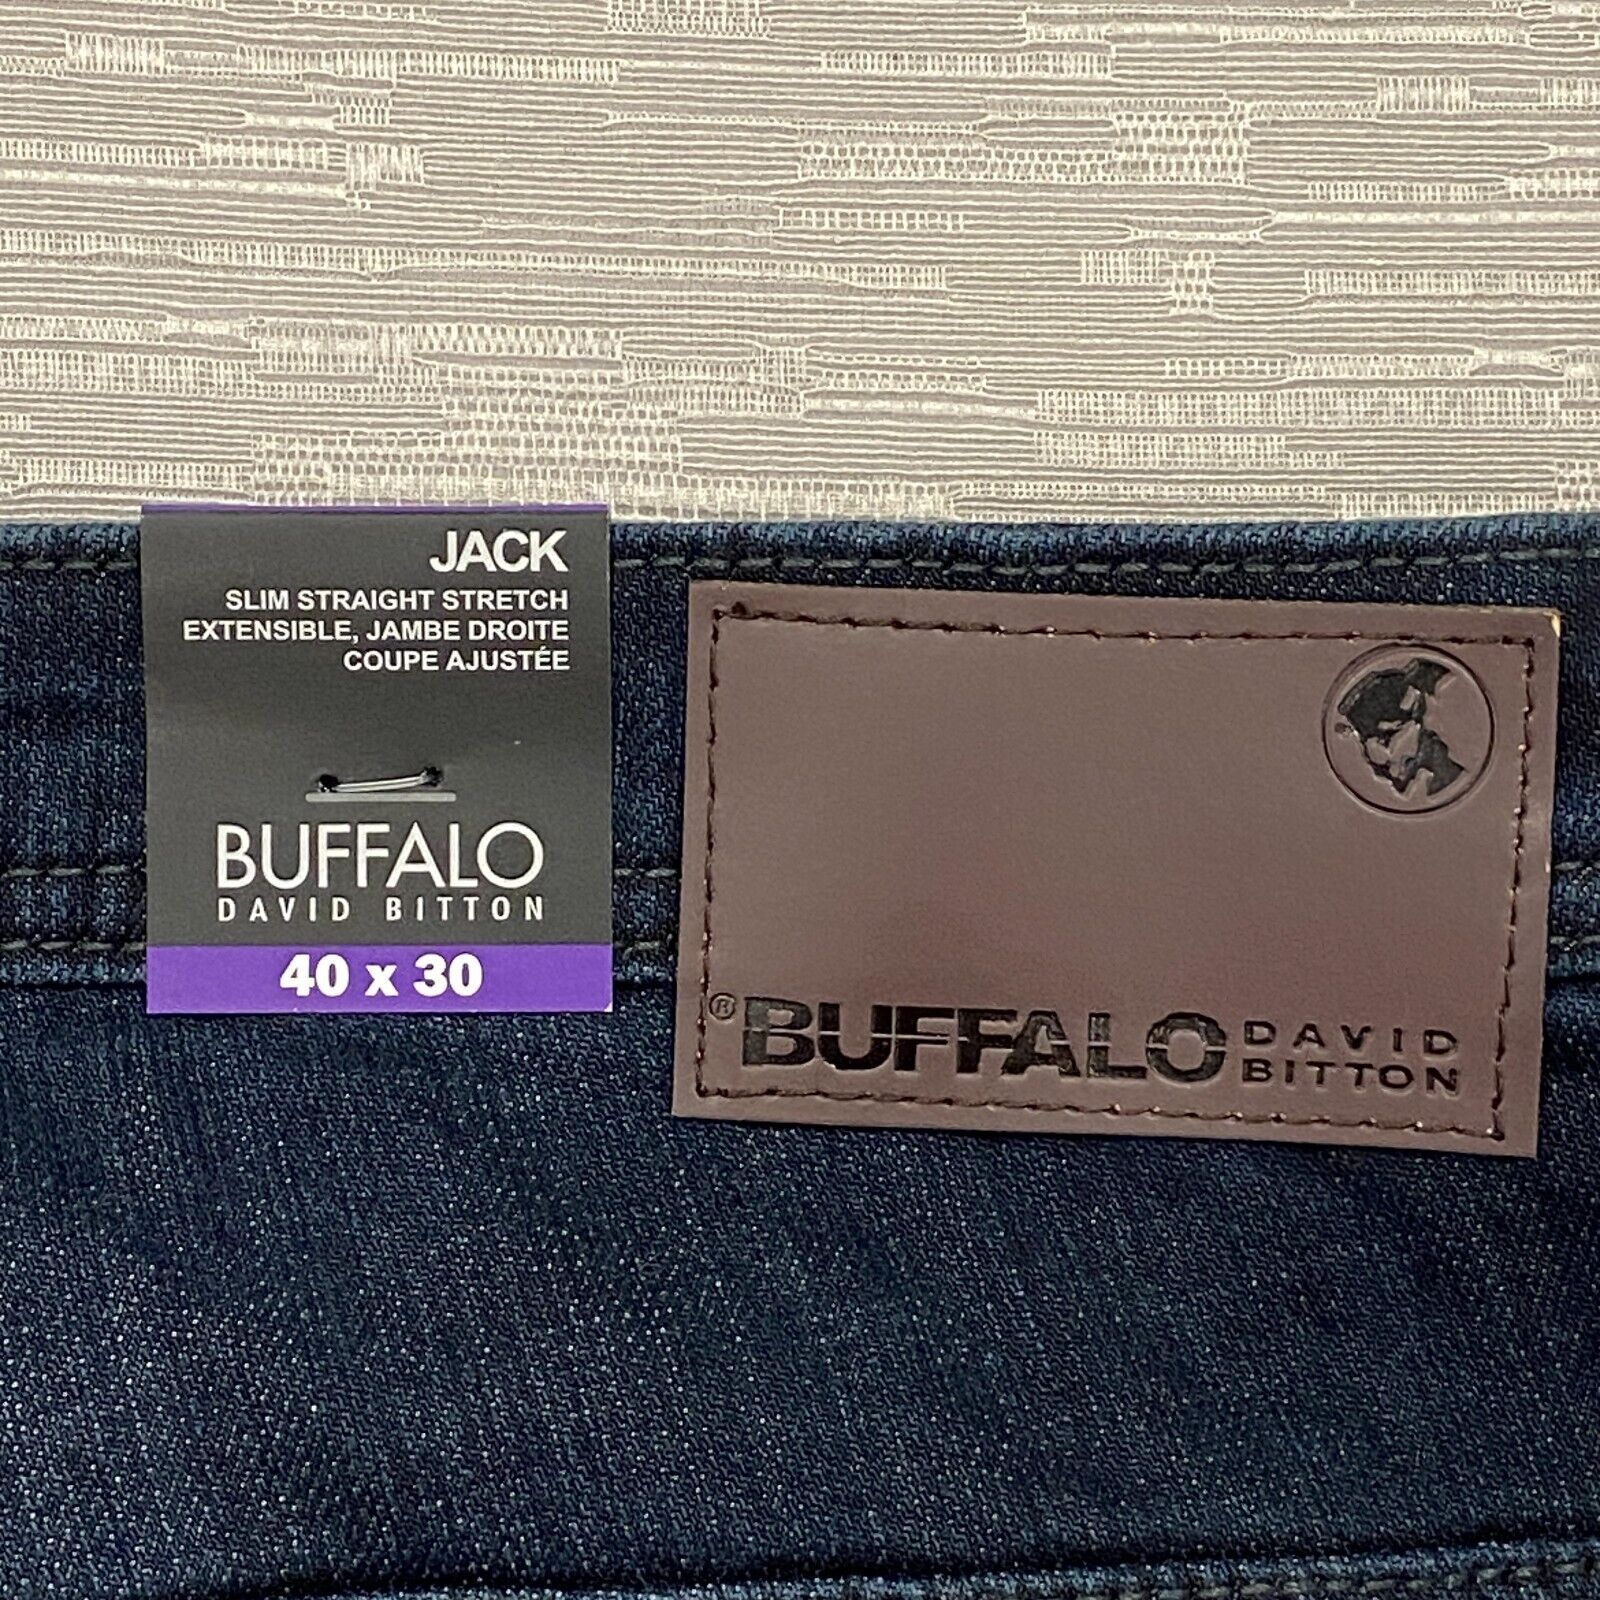 JACK
SLIM STRAIGHT STRETCH
EXTENSIBLE, JAMBE DROITE
COUPE AJUSTÉE
BUFFALO
DAVID BITTON
40 x 30
®BUFFALO DAVID
BITTON